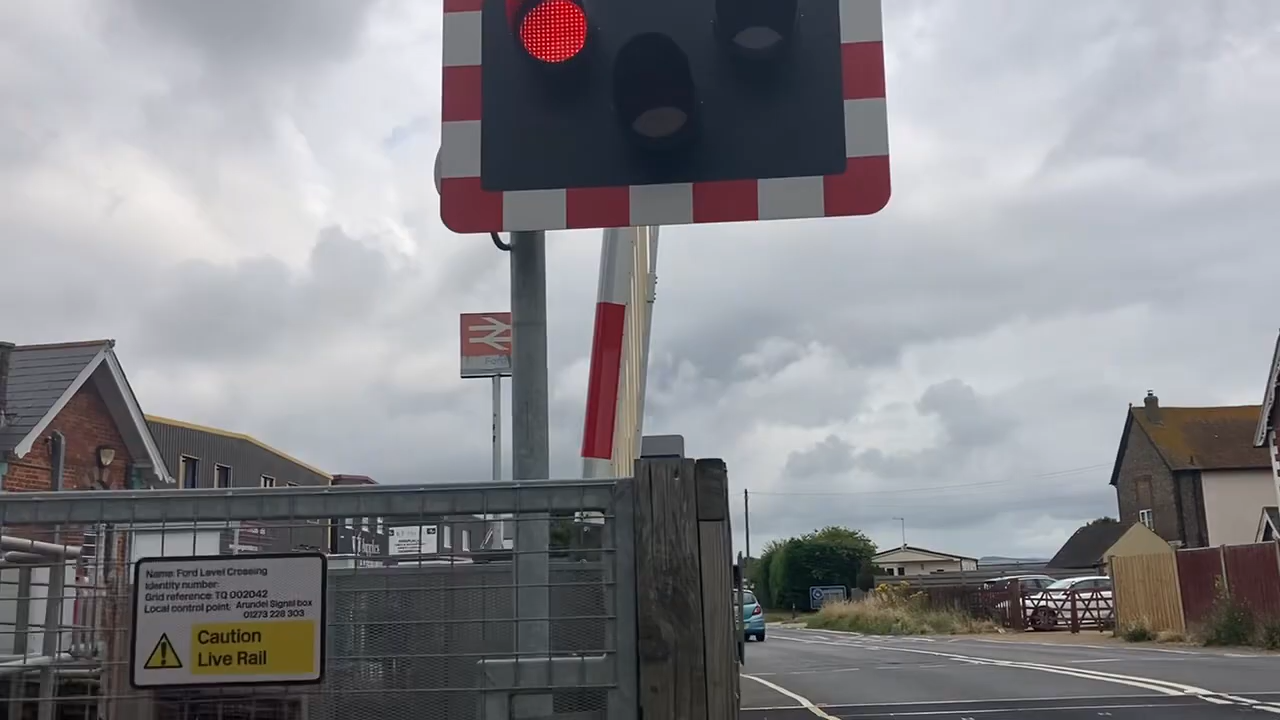 Ford
Name: Ford Level Crossing
Identity number:
Grid reference: TQ 002042
Local control point: Arundel Signal box
01273 228 303
Caution
Live Rail